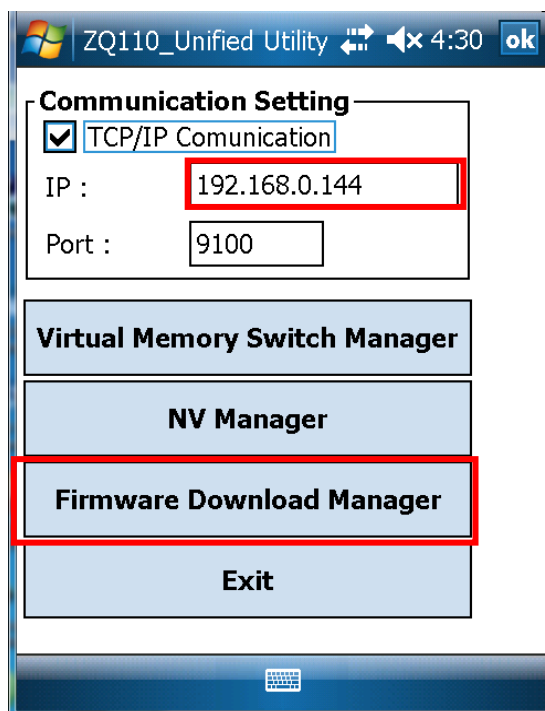 ZQ110_Unified Utility 4:30 ok
Communication Setting
TCP/IP Comunication
IP : 192.168.0.144
Port : 9100
Virtual Memory Switch Manager
NV Manager
Firmware Download Manager
Exit